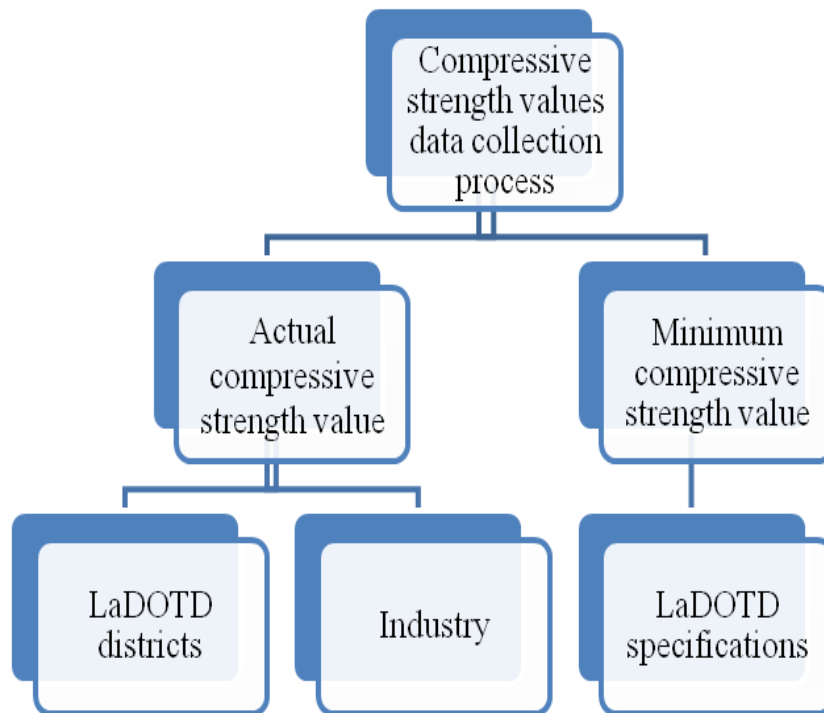 Compressive
strength values
data collection
process
Actual
compressive
strength value
Minimum
compressive
strength value
LaDOTD
districts
Industry
LaDOTD
specifications